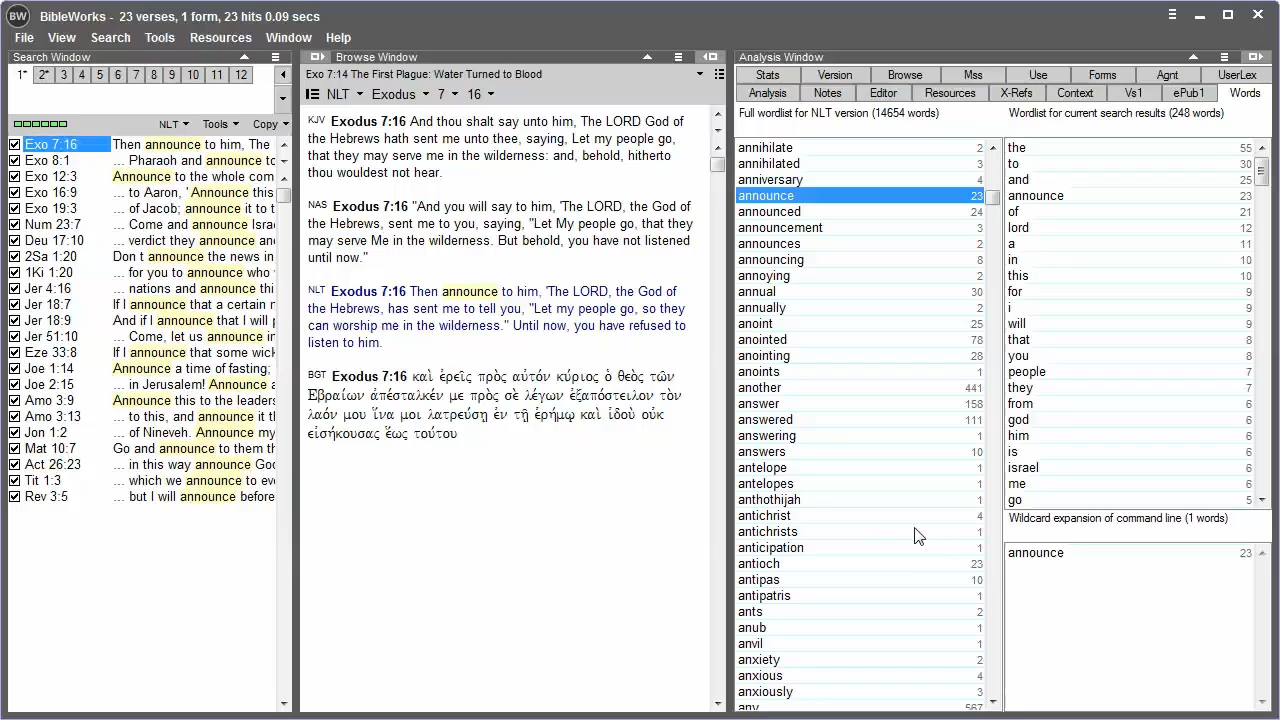 BW BibleWorks - 23 verses, 1 form, 23 hits 0.09 secs
File View Search Tools Resources Window Help
Search Window
1* 2* 3 4 5 6 7 8 9 10 11 12
NLT Tools Copy
Exo 7:16 Then announce to him, The
Exo 8:1 ... Pharaoh and announce to
Exo 12:3 Announce to the whole com
Exo 16:9 ... to Aaron, ' Announce this
Exo 19:3 ... of Jacob; announce it to t
Num 23:7 ... Come and announce Israe
Deu 17:10 ... verdict they announce and
2Sa 1:20 Don t announce the news in
1Ki 1:20 ... for you to announce who
Jer 4:16 ... nations and announce thi
Jer 18:7 If I announce that a certain n
Jer 18:9 And if I announce that I will p
Jer 51:10 ... Come, let us announce in
Eze 33:8 If I announce that some wick
Joe 1:14 Announce a time of fasting;
Joe 2:15 ... in Jerusalem! Announce a
Amo 3:9 Announce this to the leaders
Amo 3:13 ... to this, and announce it t
Jon 1:2 ... of Nineveh. Announce my
Mat 10:7 Go and announce to them th
Act 26:23 ... in this way announce God
Tit 1:3 ... which we announce to eve
Rev 3:5 ... but I will announce before
Browse Window
Exo 7:14 The First Plague: Water Turned to Blood
NLT Exodus 7 16
KJV Exodus 7:16 And thou shalt say unto him, The LORD God of
the Hebrews hath sent me unto thee, saying, Let my people go,
that they may serve me in the wilderness: and, behold, hitherto
thou wouldest not hear.
NAS Exodus 7:16 "And you will say to him, 'The LORD, the God of
the Hebrews, sent me to you, saying, "Let My people go, that they
may serve Me in the wilderness. But behold, you have not listened
until now."
NLT Exodus 7:16 Then announce to him, 'The LORD, the God of
the Hebrews, has sent me to tell you, "Let my people go, so they
can worship me in the wilderness." Until now, you have refused to
listen to him.
BGT Exodus 7:16 καὶ ἐρεῖς πρὸς αὐτόν κύριος ὁ θεὸς τῶν
Εβραίων ἀπέσταλκέν με πρὸς σὲ λέγων ἐξαπόστειλον τὸν
λαόν μου ἵνα μοι λατρεύσῃ ἐν τῇ ἐρήμῳ καὶ ἰδοὺ οὐκ
εἰσήκουσας ἕως τούτου
Analysis Window
Stats Version Browse Mss Use Forms Agnt UserLex
Analysis Notes Editor Resources X-Refs Context Vs1 ePub1 Words
Full wordlist for NLT version (14654 words)
annihilate 2
annihilated 3
anniversary 4
announce 23
announced 24
announcement 3
announces 2
announcing 8
annoying 2
annual 30
annually 2
anoint 25
anointed 78
anointing 28
anoints 1
another 441
answer 158
answered 111
answering 1
answers 10
antelope 1
antelopes 1
anthothijah 1
antichrist 4
antichrists 1
anticipation 1
antioch 23
antipas 10
antipatris 1
ants 2
anub 1
anvil 1
anxiety 2
anxious 4
anxiously 3
any 567
Wordlist for current search results (248 words)
the 55
to 30
and 25
announce 23
of 21
lord 12
a 11
in 10
this 10
for 9
i 9
will 9
that 8
you 8
people 7
they 7
from 6
god 6
him 6
is 6
israel 6
me 6
go 5
Wildcard expansion of command line (1 words)
announce 23